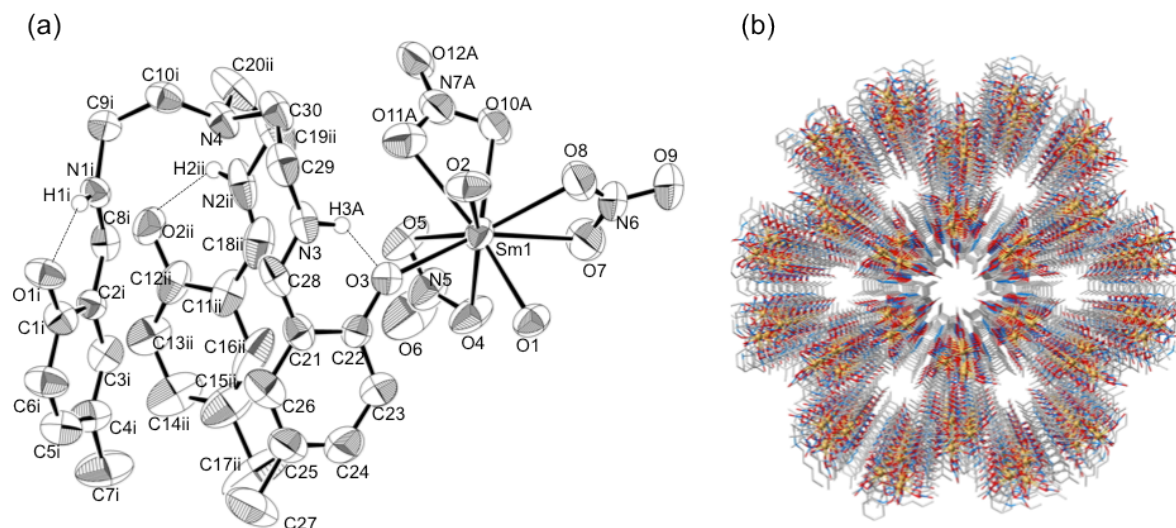 (a)
(b)
O12A
C20ii
N7A
C10i
C9i
C30
O10A
O11A
N4
C19ii
C29
O8
O9
H2ii
O2
N1i
N2ii
H3A
H1i
O5
N6
C8i
Sm1
O2ii
C18ii
N3
O7
C12ii
O3
N5
O1i
C28
C2i
C11ii
C1i
O6
O4
O1
C13ii
C16ii
C21
C22
C3i
C15ii
C6i
C26
C23
C14ii
C5i
C4i
C17ii
C25
C24
C7i
C27